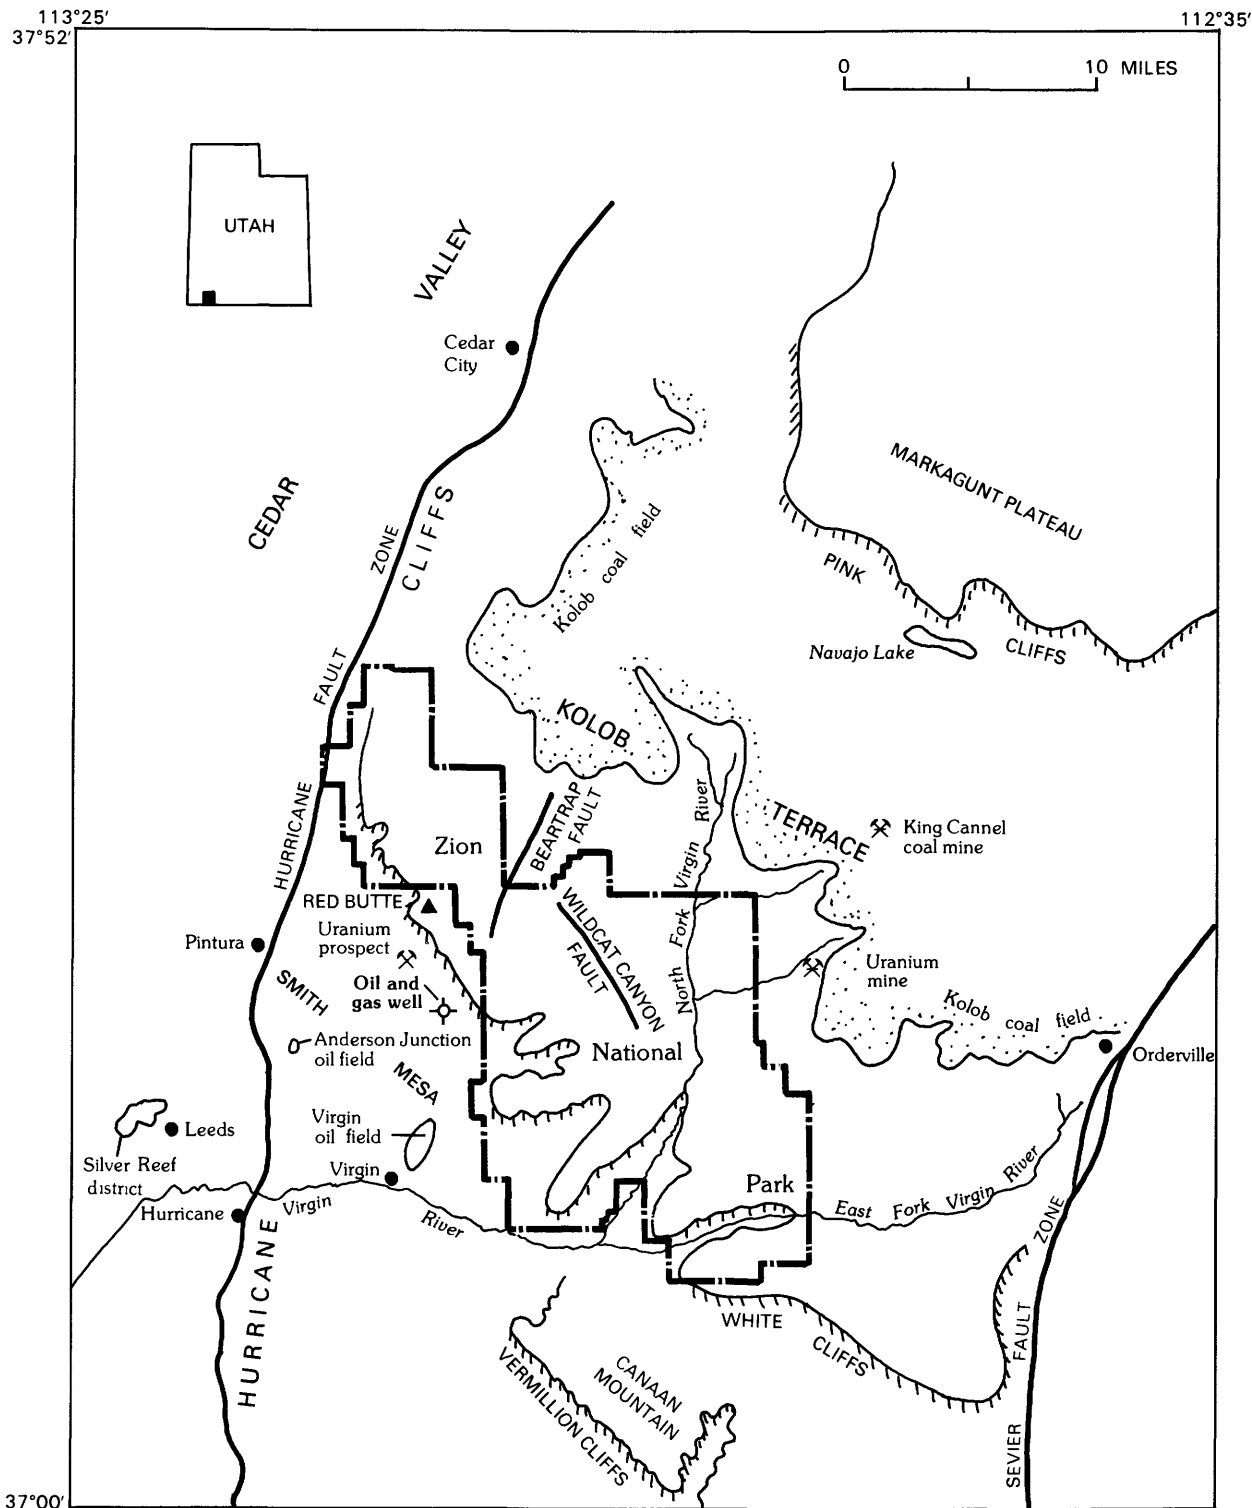 113°25′
112°35′
37°52′
0
10 MILES
UTAH
VALLEY
Cedar
City
CEDAR
MARKAGUNT PLATEAU
ZONE
CLIFFS
Kolob coal field
PINK
CLIFFS
Navajo Lake
FAULT
KOLOB
HURRICANE
BEARTRAP
FAULT
North Fork Virgin River
TERRACE
King Cannel
coal mine
Zion
RED BUTTE
WILDCAT CANYON
FAULT
Uranium
prospect
Pintura
Oil and
gas well
Uranium
mine
SMITH
Kolob coal field
Anderson Junction
oil field
National
Orderville
MESA
Virgin
oil field
Leeds
Silver Reef
district
Virgin
Park
Hurricane
Virgin
River
East Fork Virgin River
ZONE
HURRICANE
WHITE
CLIFFS
FAULT
CANAAN
MOUNTAIN
VERMILLION CLIFFS
SEVIER
37°00′